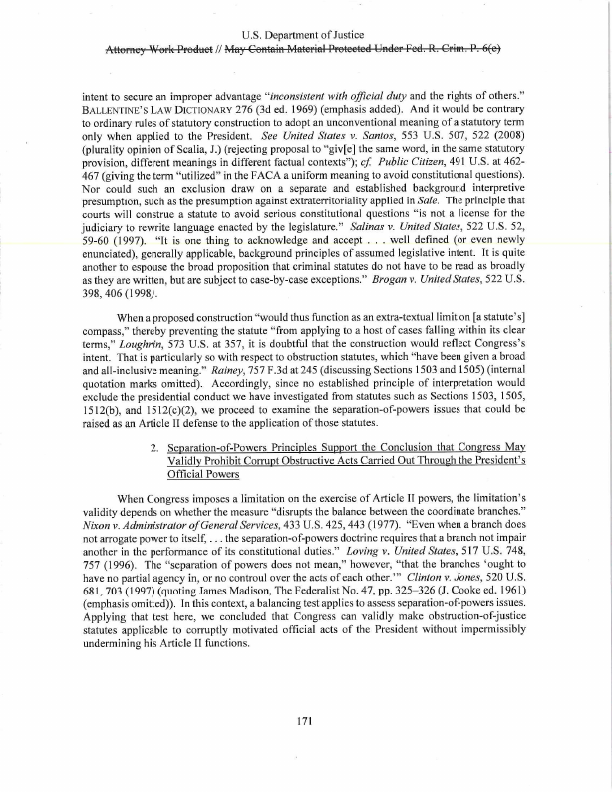 U.S. Department of Justice
Attorney Work Product // May Contain Material Protected Under Fed. R. Crim. P. 6(e)
intent to secure an improper advantage “inconsistent with official duty and the rights of others.”
BALLENTINE’S LAW DICTIONARY 276 (3d ed. 1969) (emphasis added). And it would be contrary
to ordinary rules of statutory construction to adopt an unconventional meaning of a statutory term
only when applied to the President. See United States v. Santos, 553 U.S. 507, 522 (2008)
(plurality opinion of Scalia, J.) (rejecting proposal to “giv[e] the same word, in the same statutory
provision, different meanings in different factual contexts”); cf. Public Citizen, 491 U.S. at 462-
467 (giving the term “utilized” in the FACA a uniform meaning to avoid constitutional questions).
Nor could such an exclusion draw on a separate and established background interpretive
presumption, such as the presumption against extraterritoriality applied in Sale. The principle that
courts will construe a statute to avoid serious constitutional questions “is not a license for the
judiciary to rewrite language enacted by the legislature.” Salinas v. United States, 522 U.S. 52,
59-60 (1997). “It is one thing to acknowledge and accept . . . well defined (or even newly
enunciated), generally applicable, background principles of assumed legislative intent. It is quite
another to espouse the broad proposition that criminal statutes do not have to be read as broadly
as they are written, but are subject to case-by-case exceptions.” Brogan v. United States, 522 U.S.
398, 406 (1998).
When a proposed construction “would thus function as an extra-textual limit on [a statute’s]
compass,” thereby preventing the statute “from applying to a host of cases falling within its clear
terms,” Loughrin, 573 U.S. at 357, it is doubtful that the construction would reflect Congress’s
intent. That is particularly so with respect to obstruction statutes, which “have been given a broad
and all-inclusive meaning.” Rainey, 757 F.3d at 245 (discussing Sections 1503 and 1505) (internal
quotation marks omitted). Accordingly, since no established principle of interpretation would
exclude the presidential conduct we have investigated from statutes such as Sections 1503, 1505,
1512(b), and 1512(c)(2), we proceed to examine the separation-of-powers issues that could be
raised as an Article II defense to the application of those statutes.
2. Separation-of-Powers Principles Support the Conclusion that Congress May
Validly Prohibit Corrupt Obstructive Acts Carried Out Through the President’s
Official Powers
When Congress imposes a limitation on the exercise of Article II powers, the limitation’s
validity depends on whether the measure “disrupts the balance between the coordinate branches.”
Nixon v. Administrator of General Services, 433 U.S. 425, 443 (1977). “Even when a branch does
not arrogate power to itself, . . . the separation-of-powers doctrine requires that a branch not impair
another in the performance of its constitutional duties.” Loving v. United States, 517 U.S. 748,
757 (1996). The “separation of powers does not mean,” however, “that the branches ‘ought to
have no partial agency in, or no controul over the acts of each other.’” Clinton v. Jones, 520 U.S.
681, 703 (1997) (quoting James Madison, The Federalist No. 47, pp. 325–326 (J. Cooke ed. 1961)
(emphasis omitted)). In this context, a balancing test applies to assess separation-of-powers issues.
Applying that test here, we concluded that Congress can validly make obstruction-of-justice
statutes applicable to corruptly motivated official acts of the President without impermissibly
undermining his Article II functions.
171